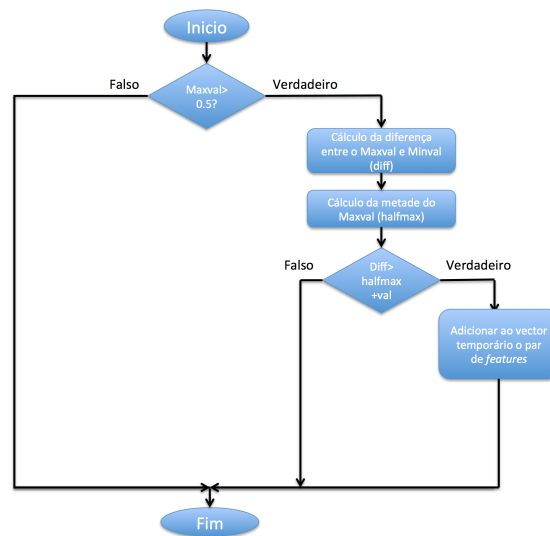 Inicio
Falso
Maxval>
0.5?
Verdadeiro
Cálculo da diferença
entre o Maxval e Minval
(diff)
Cálculo da metade do
Maxval (halfmax)
Falso
Diff>
halfmax
+val
Verdadeiro
Adicionar ao vector
temporário o par
de features
Fim